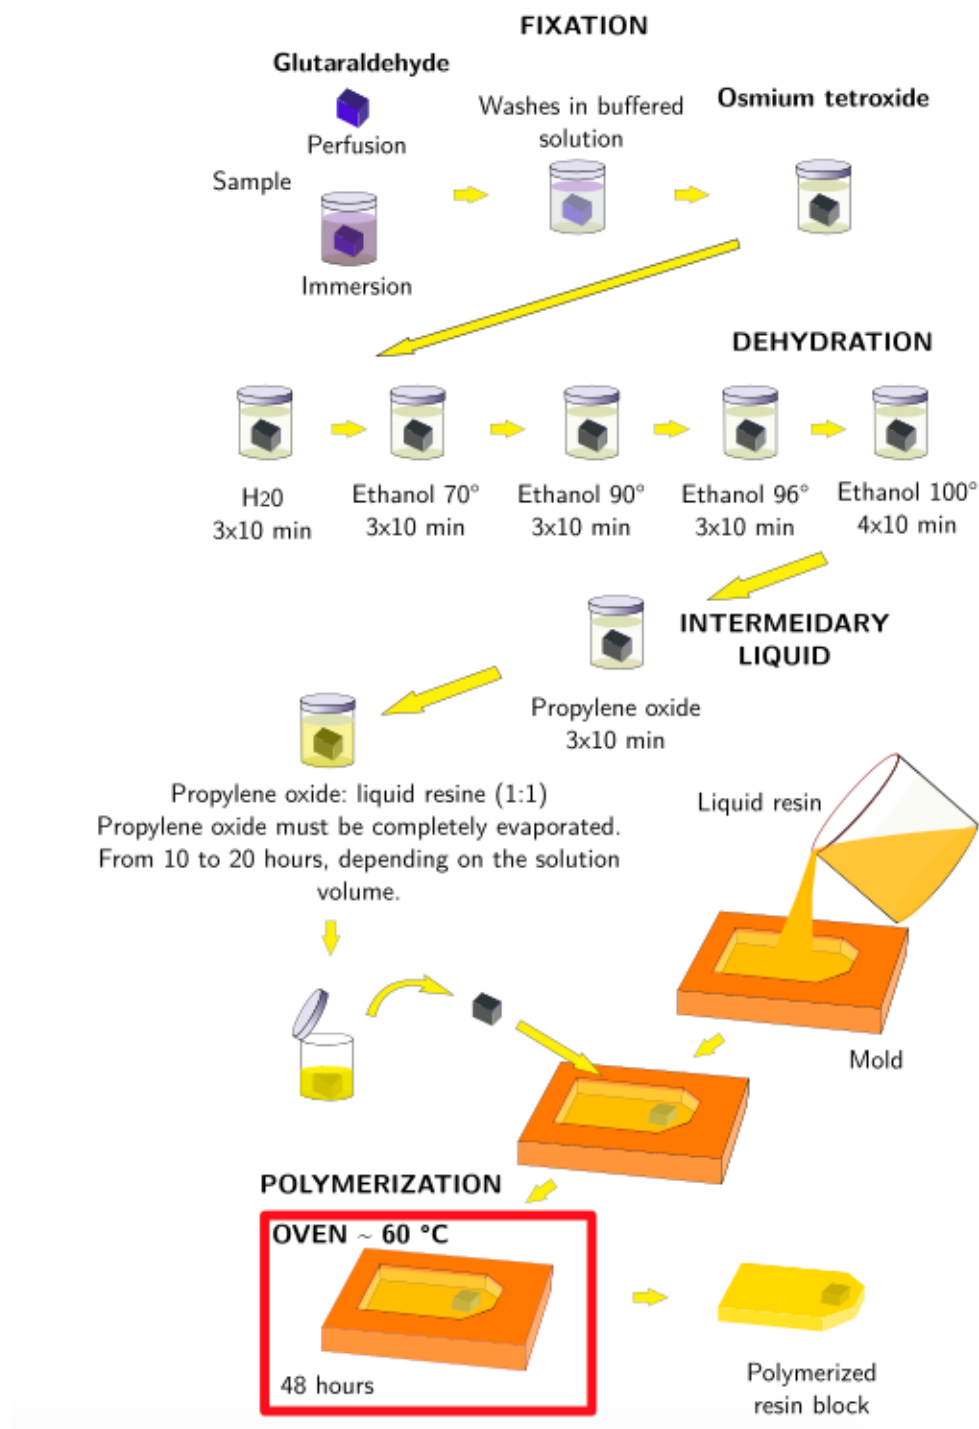 FIXATION
Glutaraldehyde
Perfusion
Sample
Immersion
Washes in buffered
solution
Osmium tetroxide
DEHYDRATION
H20
3x10 min
Ethanol 70°
3x10 min
Ethanol 90°
3x10 min
Ethanol 96°
3x10 min
Ethanol 100°
4x10 min
INTERMEIDARY
LIQUID
Propylene oxide
3x10 min
Propylene oxide: liquid resine (1:1)
Propylene oxide must be completely evaporated.
From 10 to 20 hours, depending on the solution
volume.
Liquid resin
Mold
POLYMERIZATION
OVEN ~ 60 °C
48 hours
Polymerized
resin block